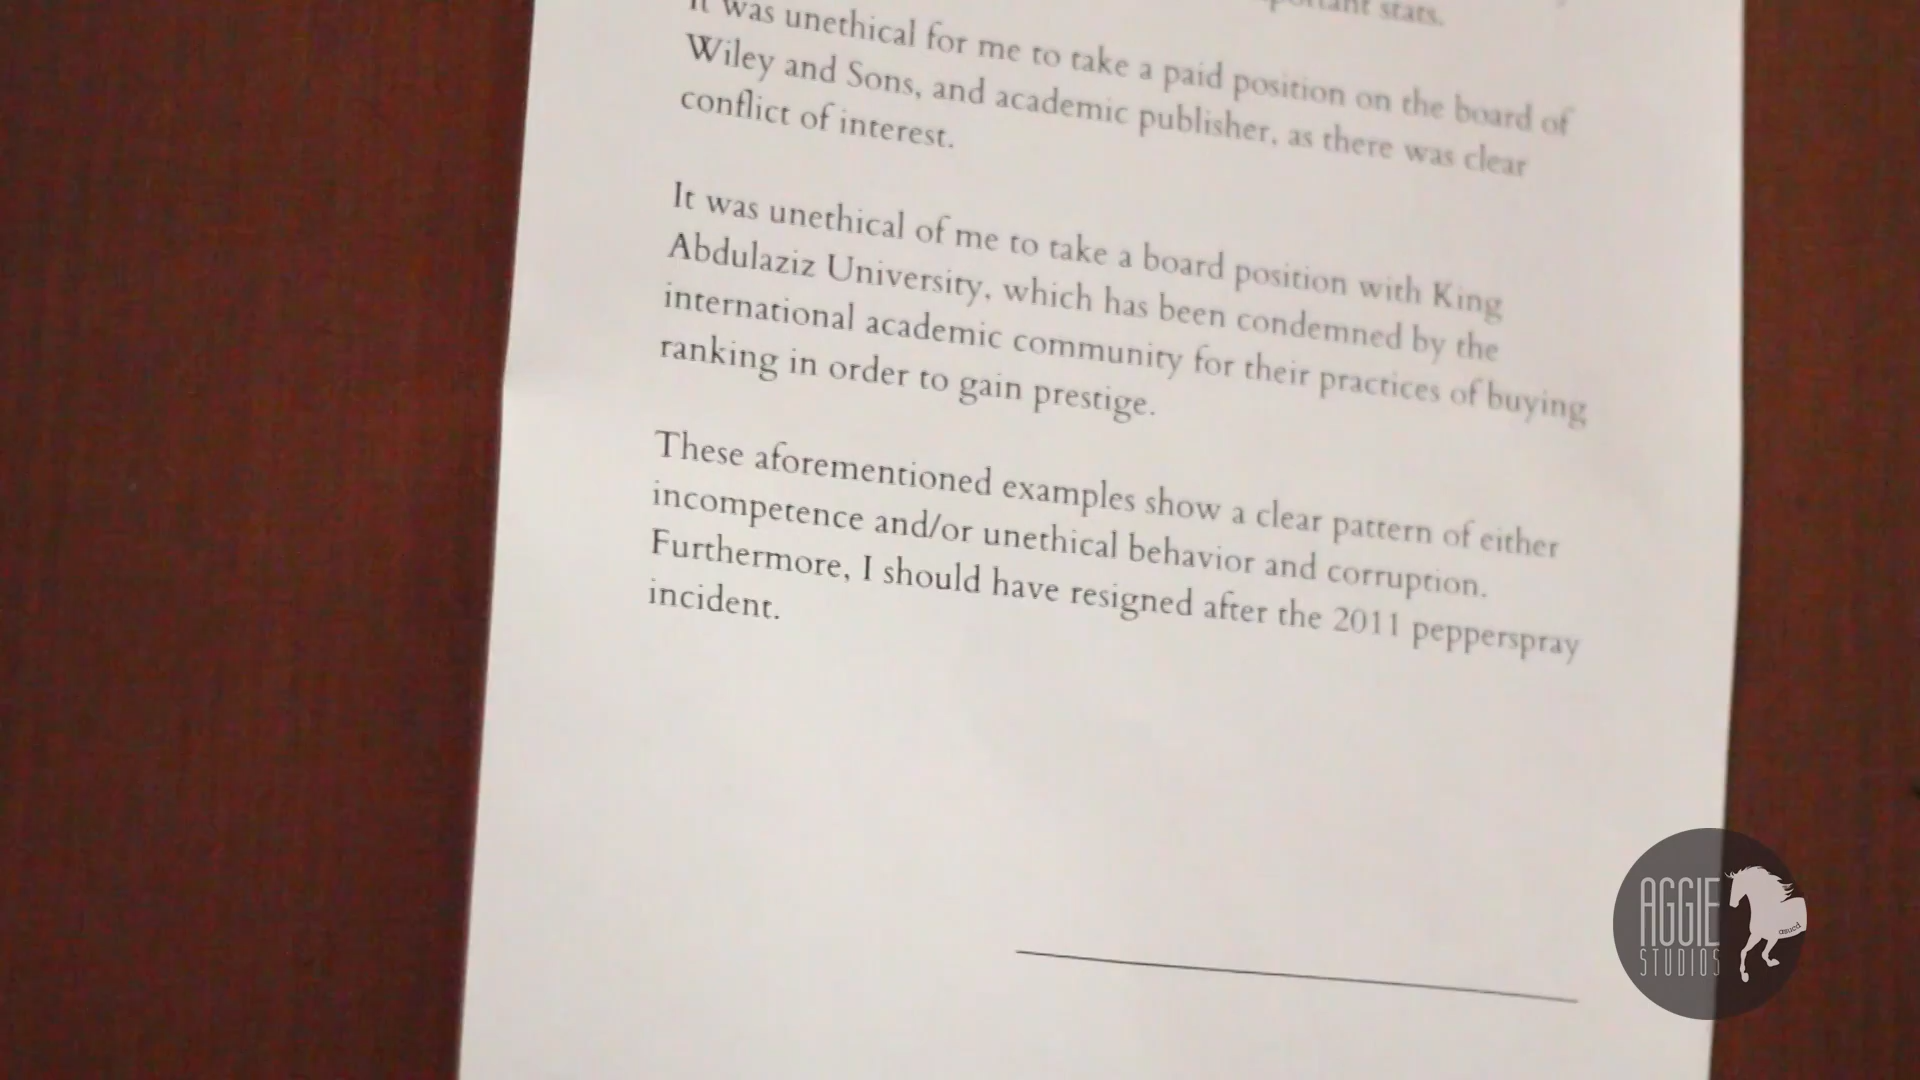 important stats.
It was unethical for me to take a paid position on the board of
Wiley and Sons, and academic publisher, as there was clear
conflict of interest.
It was unethical of me to take a board position with King
Abdulaziz University, which has been condemned by the
international academic community for their practices of buying
ranking in order to gain prestige.
These aforementioned examples show a clear pattern of either
incompetence and/or unethical behavior and corruption.
Furthermore, I should have resigned after the 2011 pepperspray
incident.
AGGIE
STUDIOS
asucd